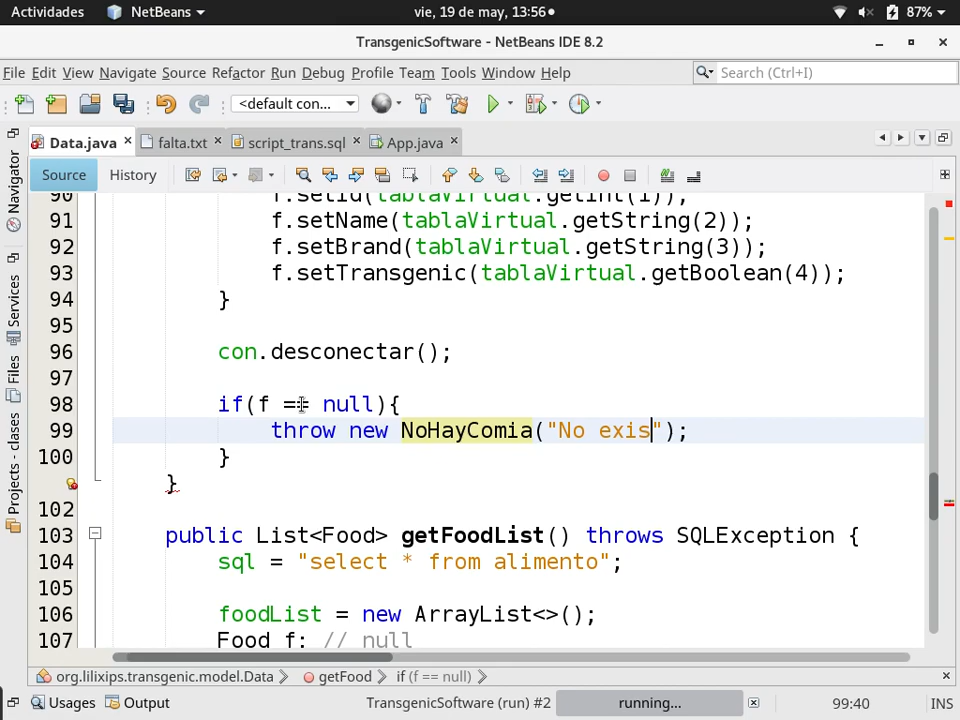 Actividades NetBeans vie, 19 de may, 13:56 87%
TransgenicSoftware - NetBeans IDE 8.2
File Edit View Navigate Source Refactor Run Debug Profile Team Tools Window Help Search (Ctrl+I)
<default con...
Data.java falta.txt script_trans.sql App.java
Source History
Navigator
Services
Files
Projects - clases
90 f.setId(tablaVirtual.getInt(1));
91 f.setName(tablaVirtual.getString(2));
92 f.setBrand(tablaVirtual.getString(3));
93 f.setTransgenic(tablaVirtual.getBoolean(4));
94 }
95
96 con.desconectar();
97
98 if(f == null){
99 throw new NoHayComia("No exis");
100 }
}
102
103 public List<Food> getFoodList() throws SQLException {
104 sql = "select * from alimento";
105
106 foodList = new ArrayList<>();
107 Food f; // null
org.lilixips.transgenic.model.Data getFood if (f == null)
Usages Output TransgenicSoftware (run) #2 running... 99:40 INS